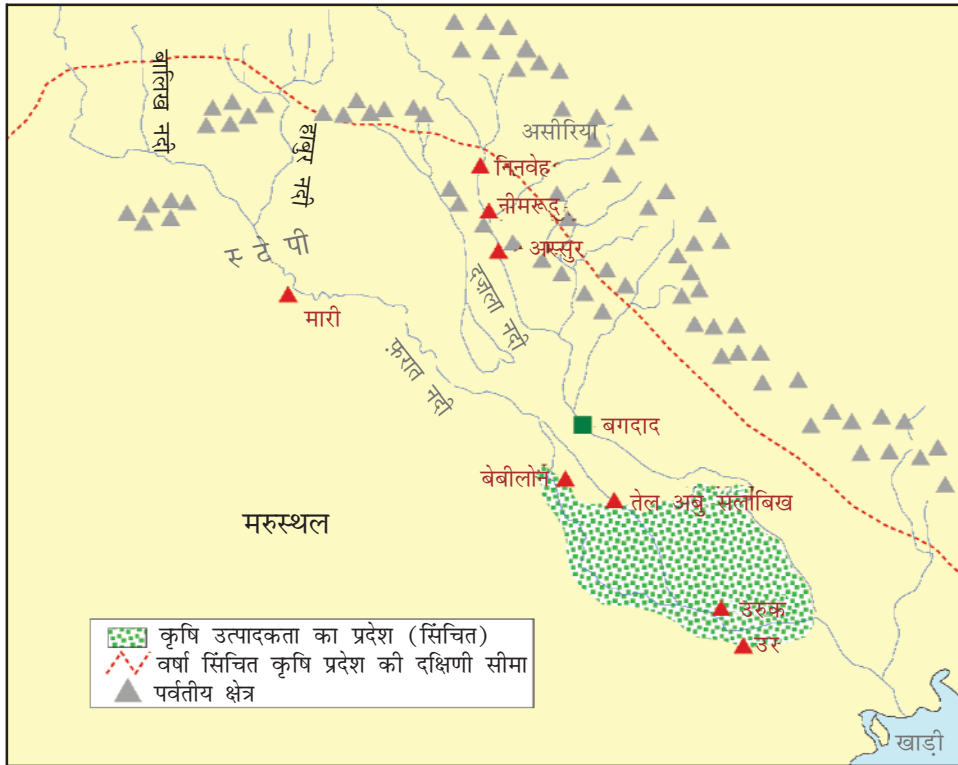 बालिख नदी
हाबुर नदी
असीरिया
निनवेह
नीमरूद
अस्सुर
स्टेपी
मारी
दज़ला नदी
फ़रात नदी
बगदाद
बेबीलोन
तेल अबु सलाबिख
मरुस्थल
उरुक
उर
कृषि उत्पादकता का प्रदेश (सिंचित)
वर्षा सिंचित कृषि प्रदेश की दक्षिणी सीमा
पर्वतीय क्षेत्र
खाड़ी